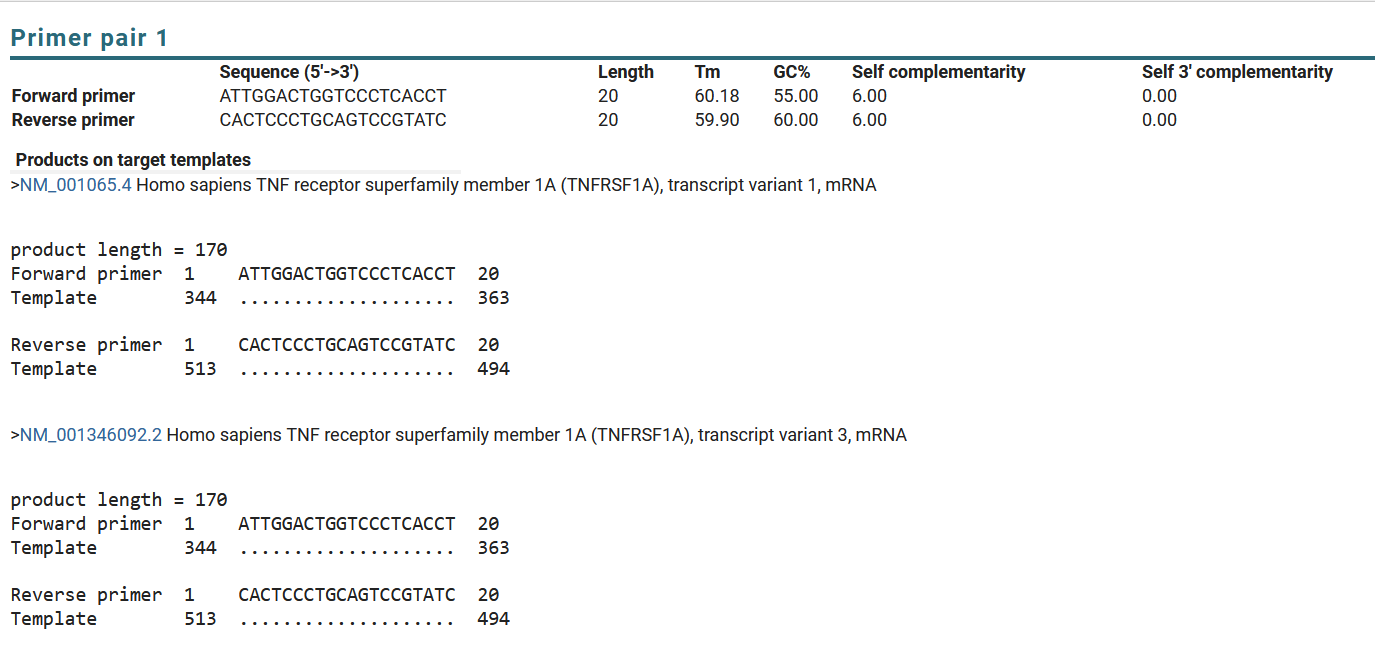 Primer pair 1
Sequence (5'->3') Length Tm GC% Self complementarity Self 3' complementarity
Forward primer ATTGGACTGGTCCCTCACCT 20 60.18 55.00 6.00 0.00
Reverse primer CACTCCCTGCAGTCCGTATC 20 59.90 60.00 6.00 0.00
Products on target templates
>NM_001065.4 Homo sapiens TNF receptor superfamily member 1A (TNFRSF1A), transcript variant 1, mRNA
product length = 170
Forward primer 1 ATTGGACTGGTCCCTCACCT 20
Template 344 .................... 363
Reverse primer 1 CACTCCCTGCAGTCCGTATC 20
Template 513 .................... 494
>NM_001346092.2 Homo sapiens TNF receptor superfamily member 1A (TNFRSF1A), transcript variant 3, mRNA
product length = 170
Forward primer 1 ATTGGACTGGTCCCTCACCT 20
Template 344 .................... 363
Reverse primer 1 CACTCCCTGCAGTCCGTATC 20
Template 513 .................... 494